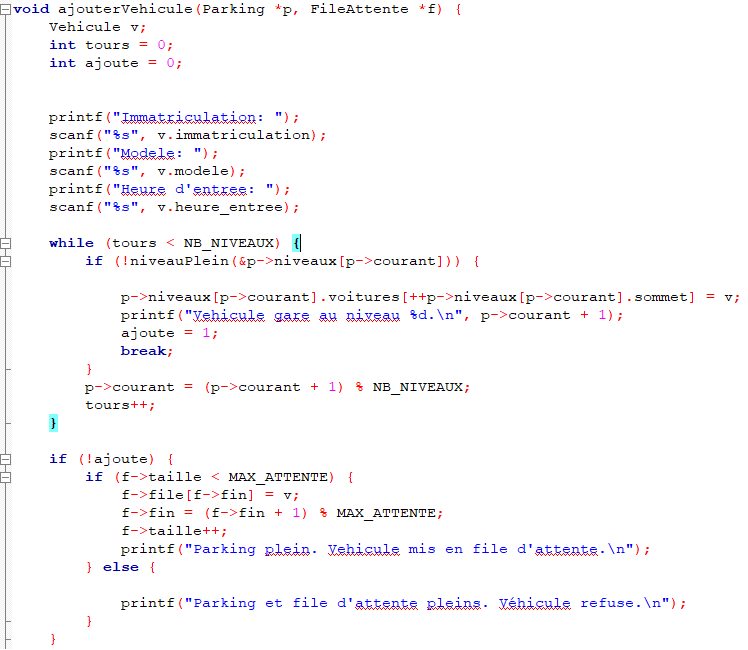 void ajouterVehicule(Parking *p, FileAttente *f) {
    Vehicule v;
    int tours = 0;
    int ajoute = 0;
    printf("Immatriculation: ");
    scanf("%s", v.immatriculation);
    printf("Modele: ");
    scanf("%s", v.modele);
    printf("Heure d'entree: ");
    scanf("%s", v.heure_entree);
    while (tours < NB_NIVEAUX) {
        if (!niveauPlein(&p->niveaux[p->courant])) {
            p->niveaux[p->courant].voitures[++p->niveaux[p->courant].sommet] = v;
            printf("Vehicule gare au niveau %d.\n", p->courant + 1);
            ajoute = 1;
            break;
        }
        p->courant = (p->courant + 1) % NB_NIVEAUX;
        tours++;
    }
    if (!ajoute) {
        if (f->taille < MAX_ATTENTE) {
            f->file[f->fin] = v;
            f->fin = (f->fin + 1) % MAX_ATTENTE;
            f->taille++;
            printf("Parking plein. Vehicule mis en file d'attente.\n");
        } else {
            printf("Parking et file d'attente pleins. Véhicule refuse.\n");
        }
    }